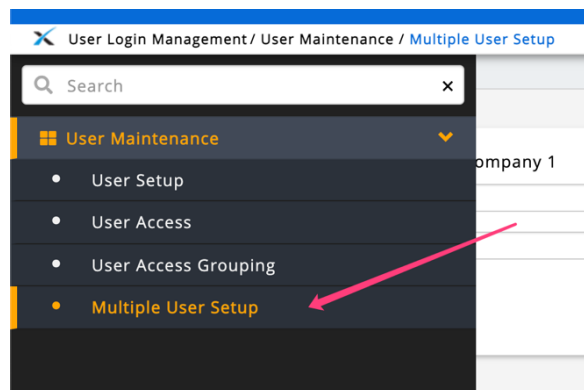 User Login Management / User Maintenance / Multiple User Setup
Search
User Maintenance
ompany 1
User Setup
User Access
User Access Grouping
Multiple User Setup